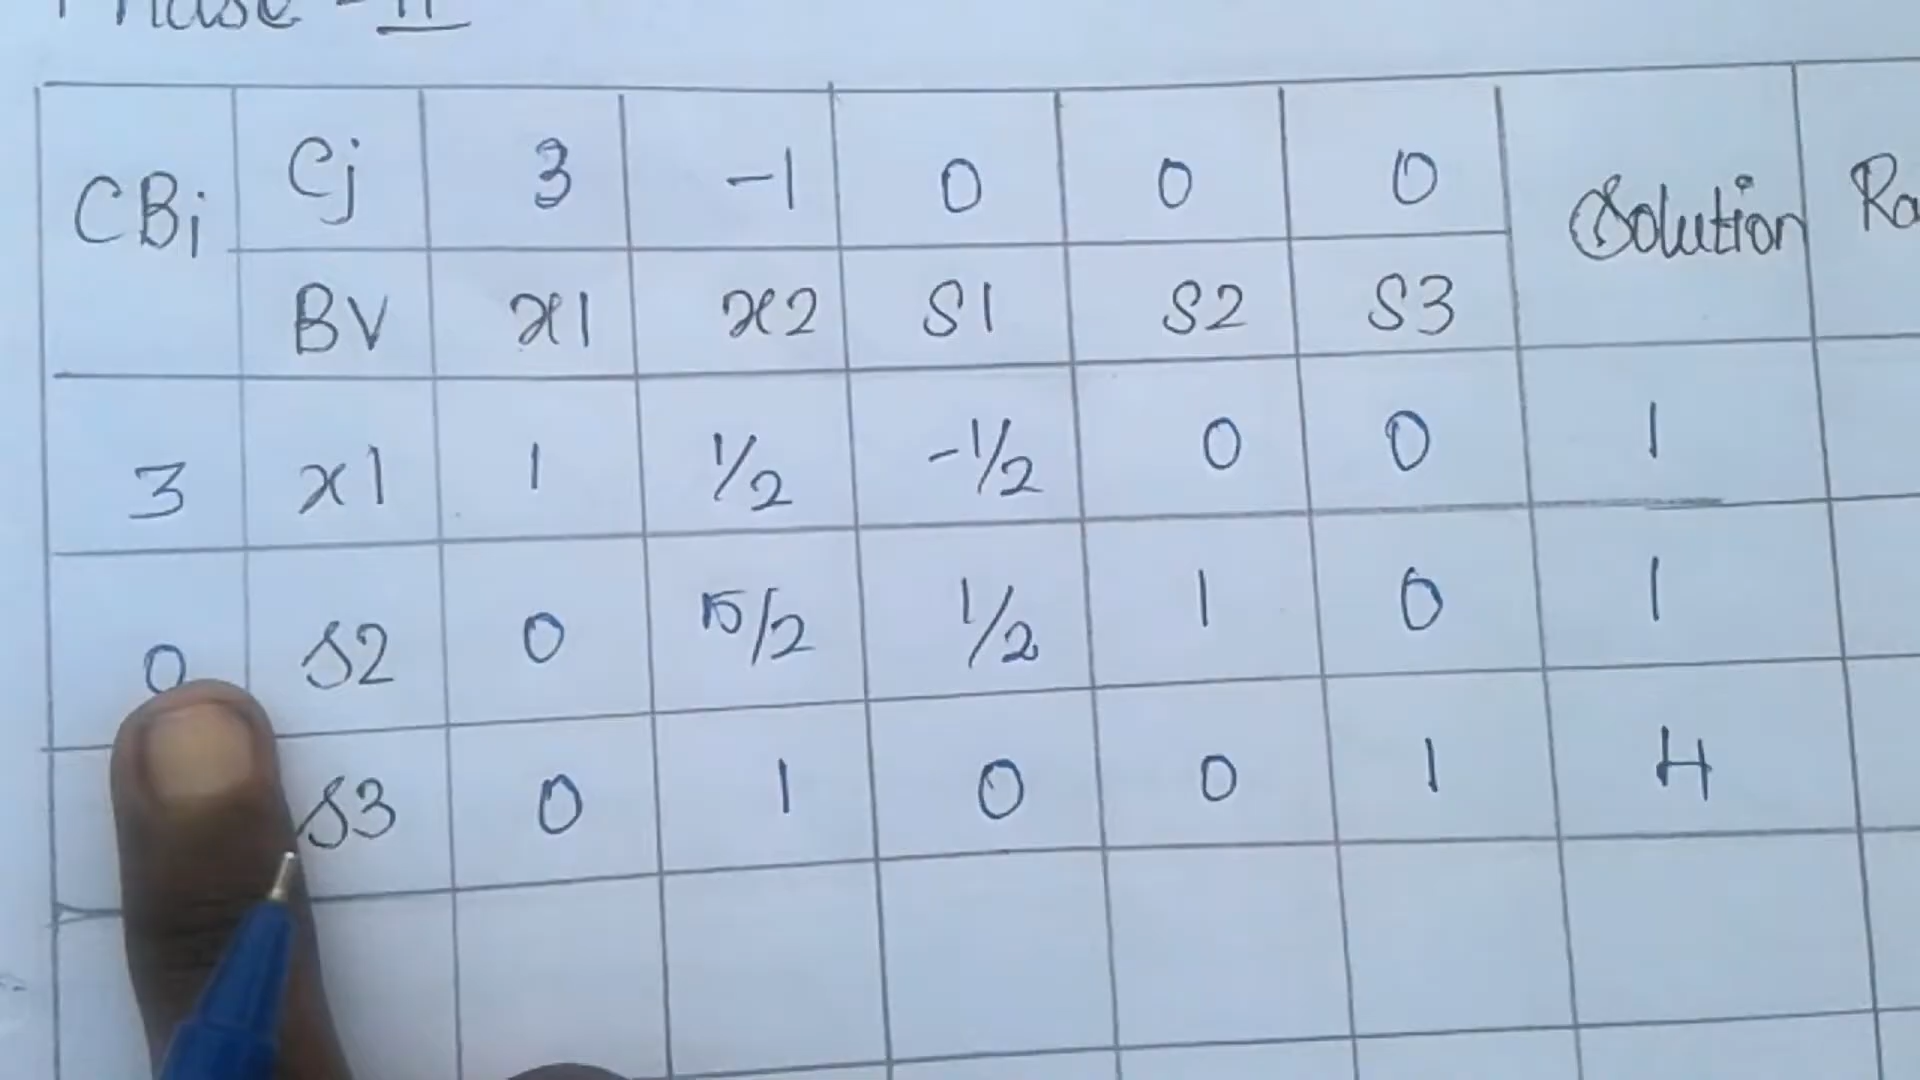 Phase - II
CBi Cj 3 -1 0 0 0 Solution
BV x1 x2 S1 S2 S3
3 x1 1 1/2 -1/2 0 0 1
0 S2 0 5/2 1/2 1 0 1
S3 0 1 0 0 1 4